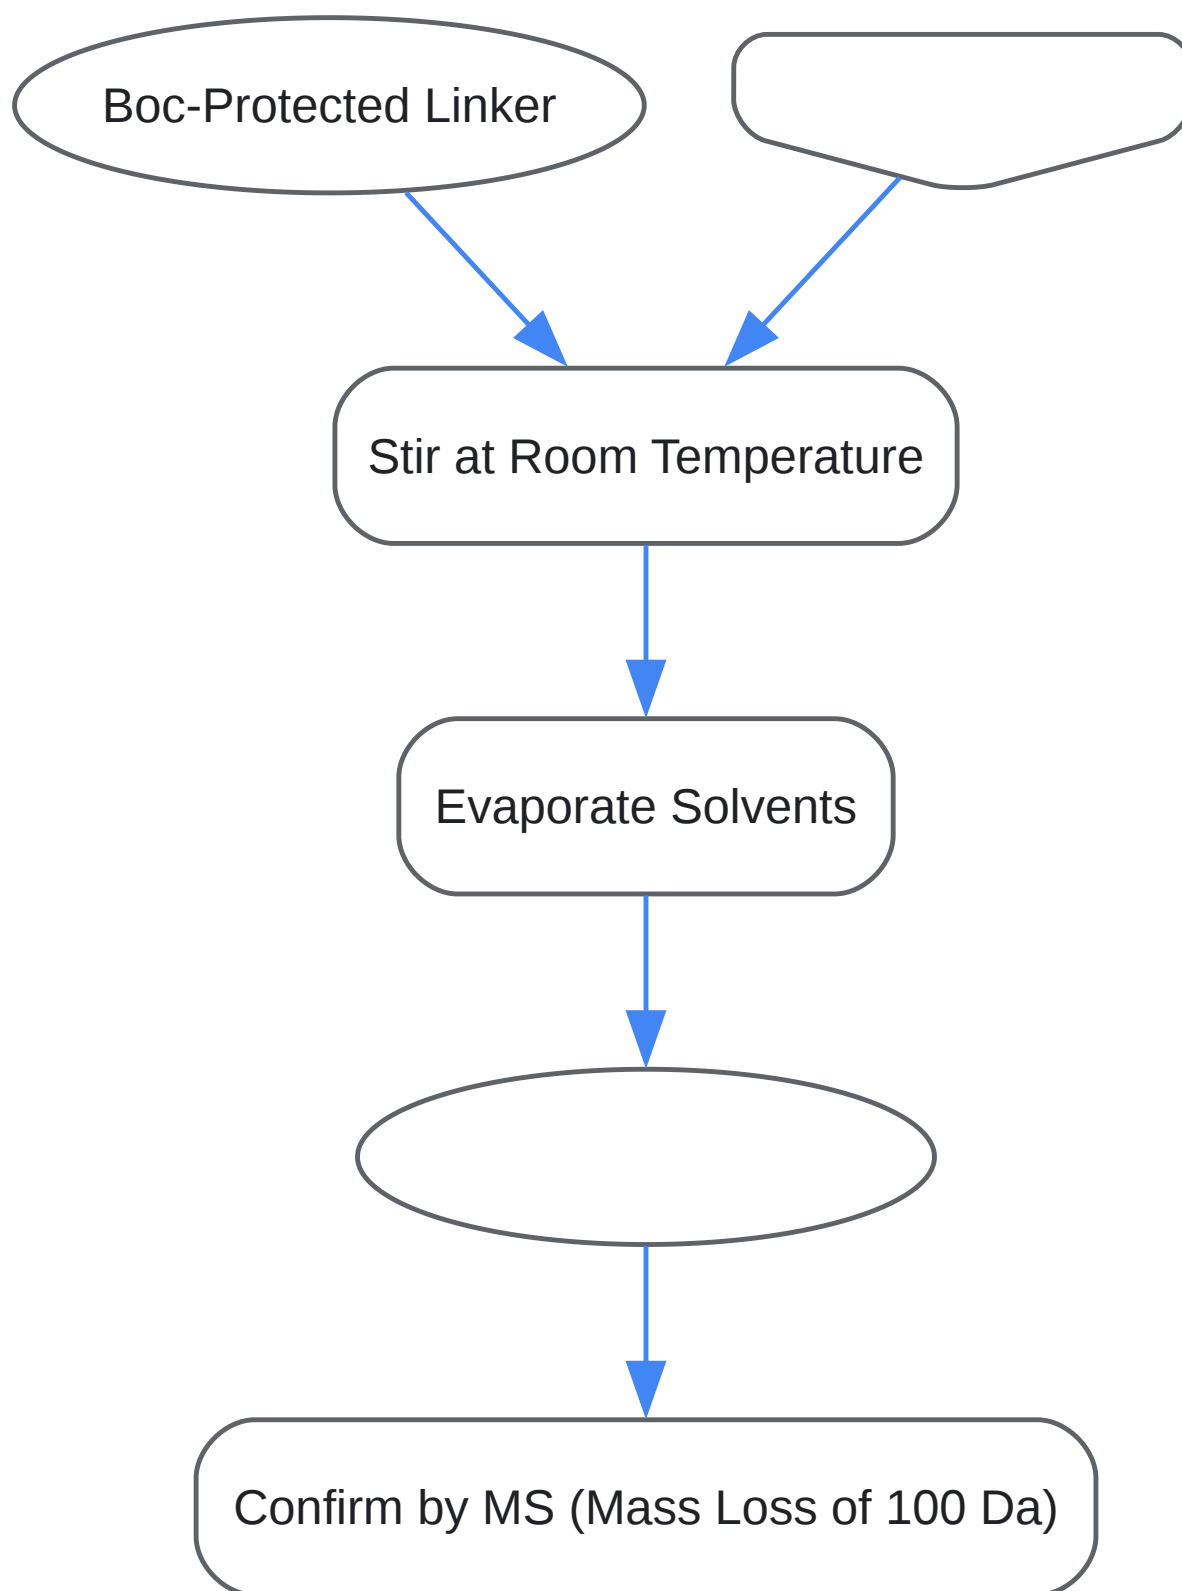 Boc-Protected Linker
Stir at Room Temperature
Evaporate Solvents
Confirm by MS (Mass Loss of 100 Da)